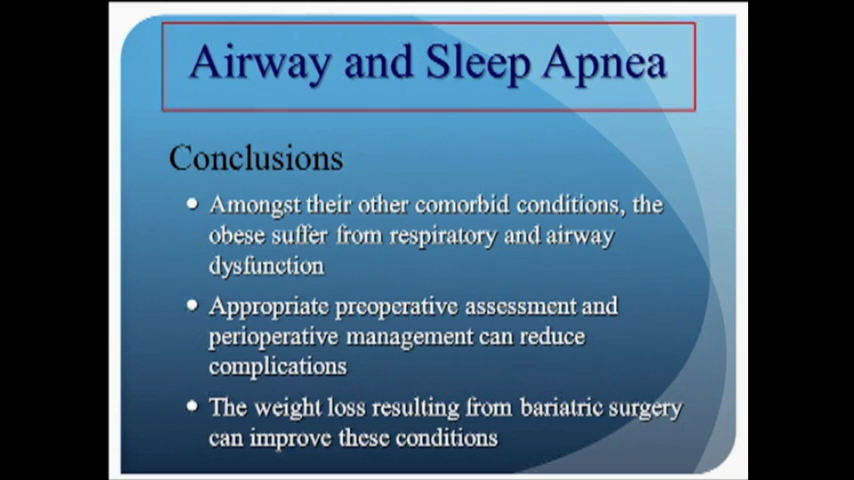 Airway and Sleep Apnea
Conclusions
• Amongst their other comorbid conditions, the
obese suffer from respiratory and airway
dysfunction
• Appropriate preoperative assessment and
perioperative management can reduce
complications
• The weight loss resulting from bariatric surgery
can improve these conditions